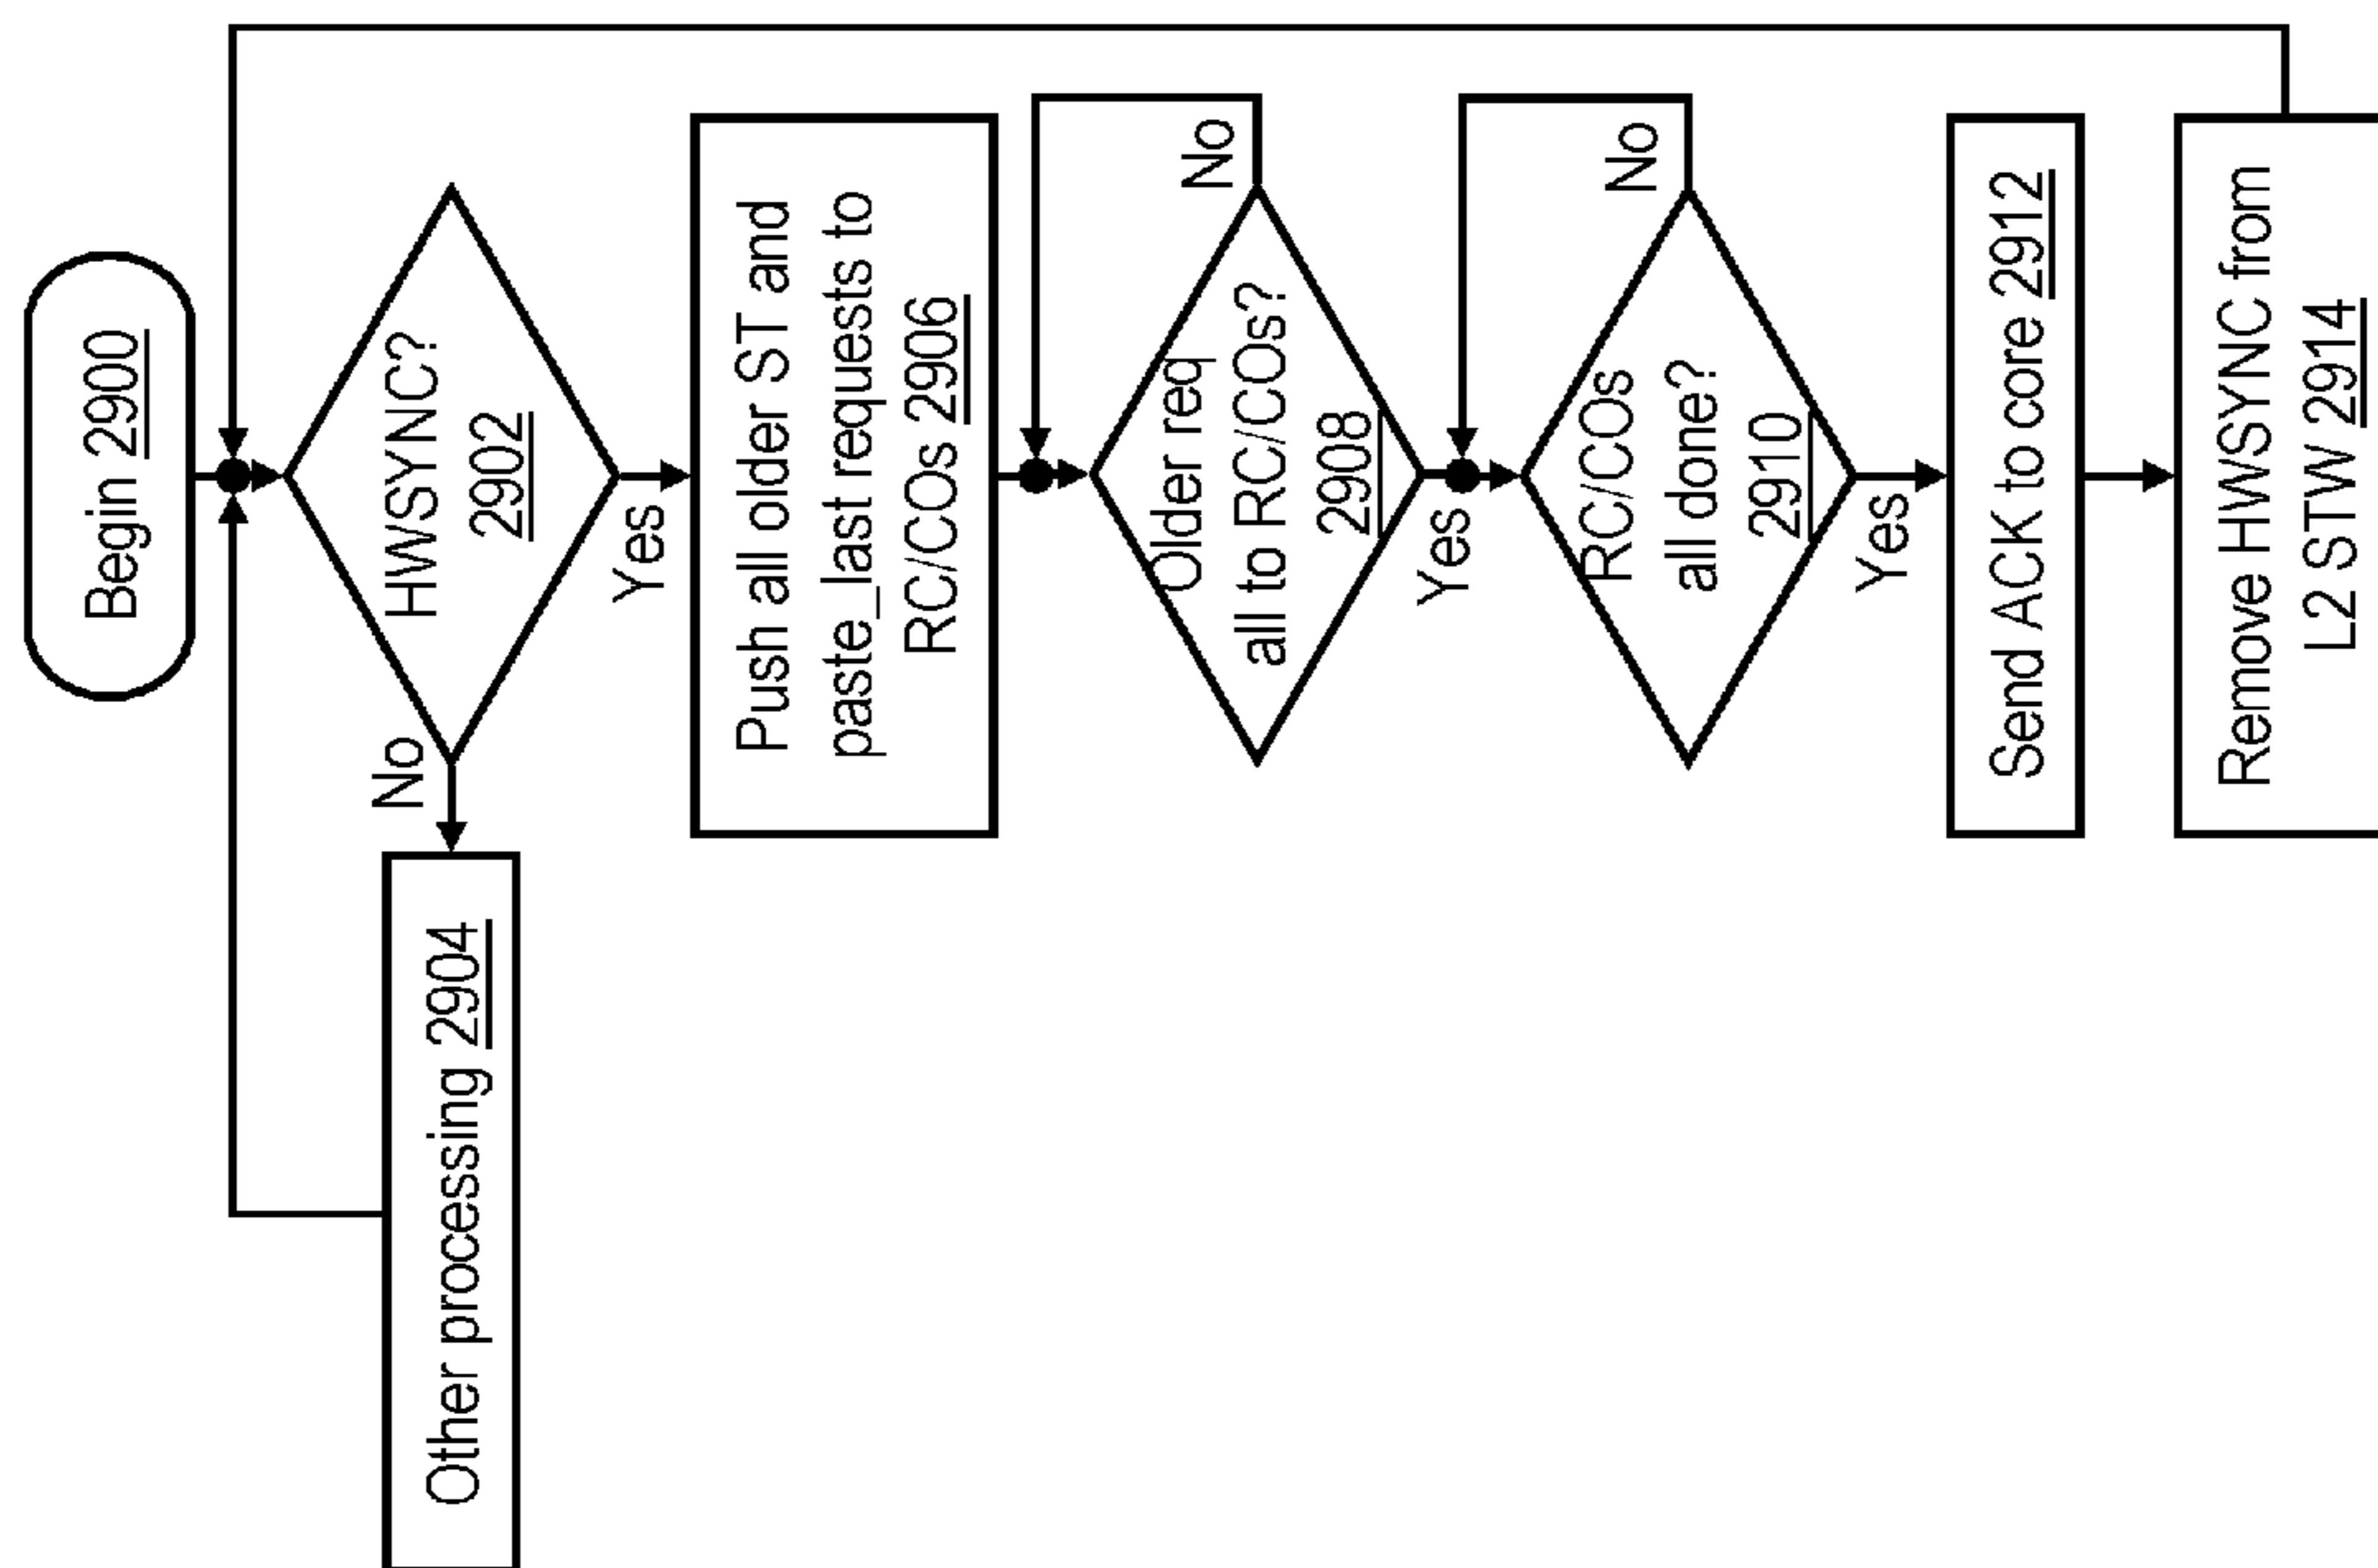 Begin 2900
HWSYNC?
2902
No
Other processing 2904
Yes
Push all older ST and
paste_last requests to
RC/COs 2906
No
Older req
all to RC/COs?
2908
Yes
No
RC/COs
all done?
2910
Yes
Send ACK to core 2912
Remove HWSYNC from
L2 STW 2914